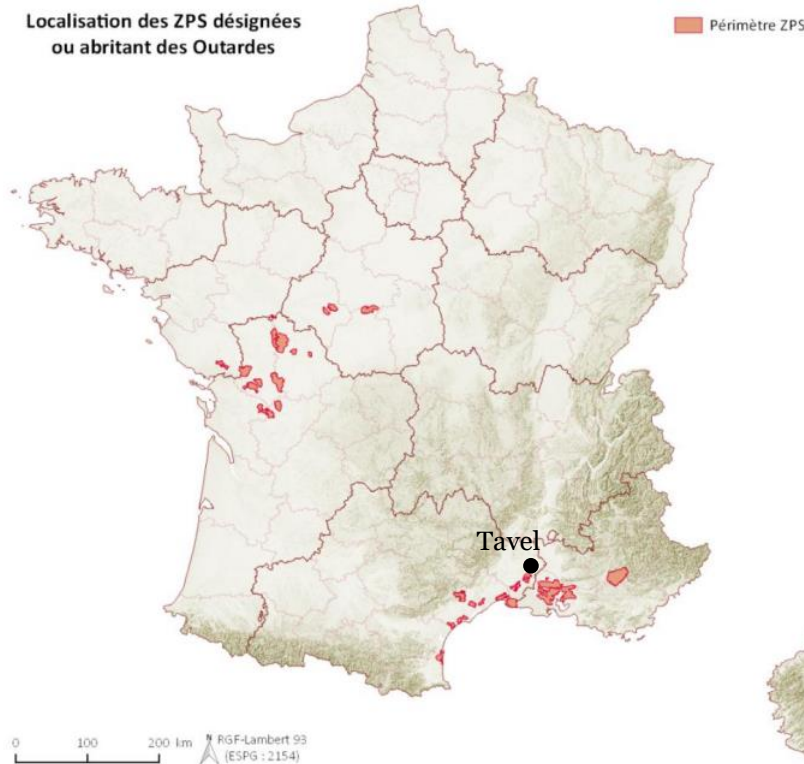 Localisation des ZPS désignées
ou abritant des Outardes
Périmètre ZPS
Tavel
0 100 200 km
N
RGF-Lambert 93
(ESPG : 2154)